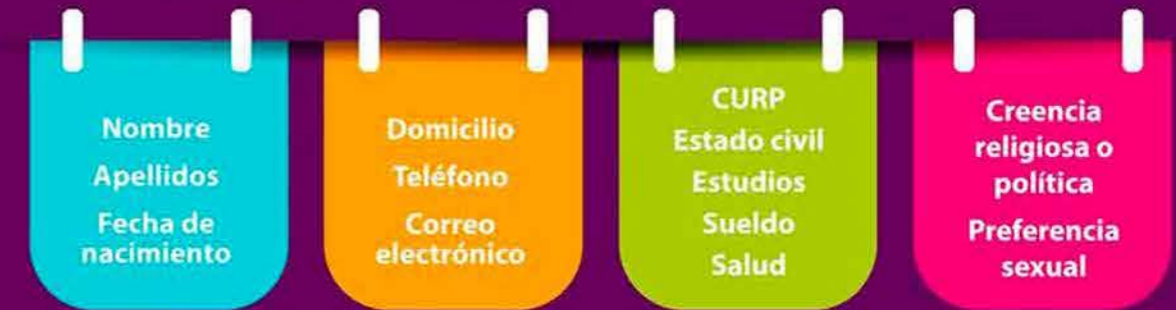 Nombre
Apellidos
Fecha de
nacimiento
Domicilio
Teléfono
Correo
electrónico
CURP
Estado civil
Estudios
Sueldo
Salud
Creencia
religiosa o
política
Preferencia
sexual